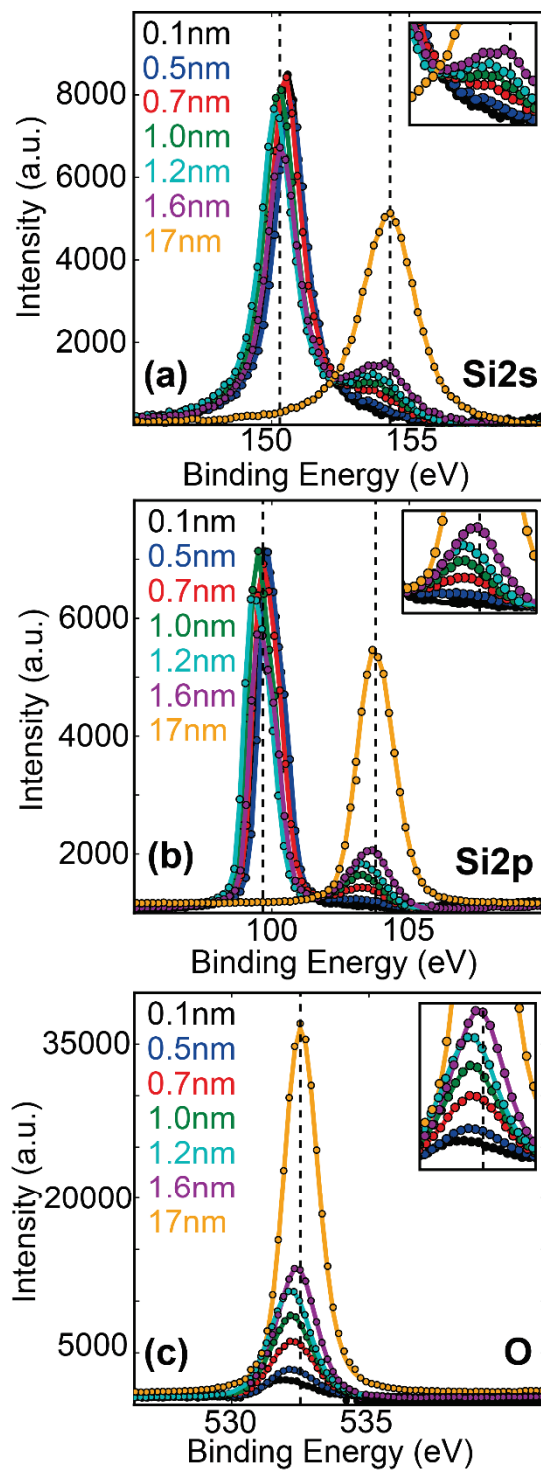 0.1nm
0.5nm
0.7nm
1.0nm
1.2nm
1.6nm
17nm
8000
6000
4000
2000
Intensity (a.u.)
(a)
Si2s
150
155
Binding Energy (eV)
0.1nm
0.5nm
0.7nm
1.0nm
1.2nm
1.6nm
17nm
6000
4000
2000
Intensity (a.u.)
(b)
Si2p
100
105
Binding Energy (eV)
0.1nm
0.5nm
0.7nm
1.0nm
1.2nm
1.6nm
17nm
35000
20000
5000
Intensity (a.u.)
(c)
O
530
535
Binding Energy (eV)